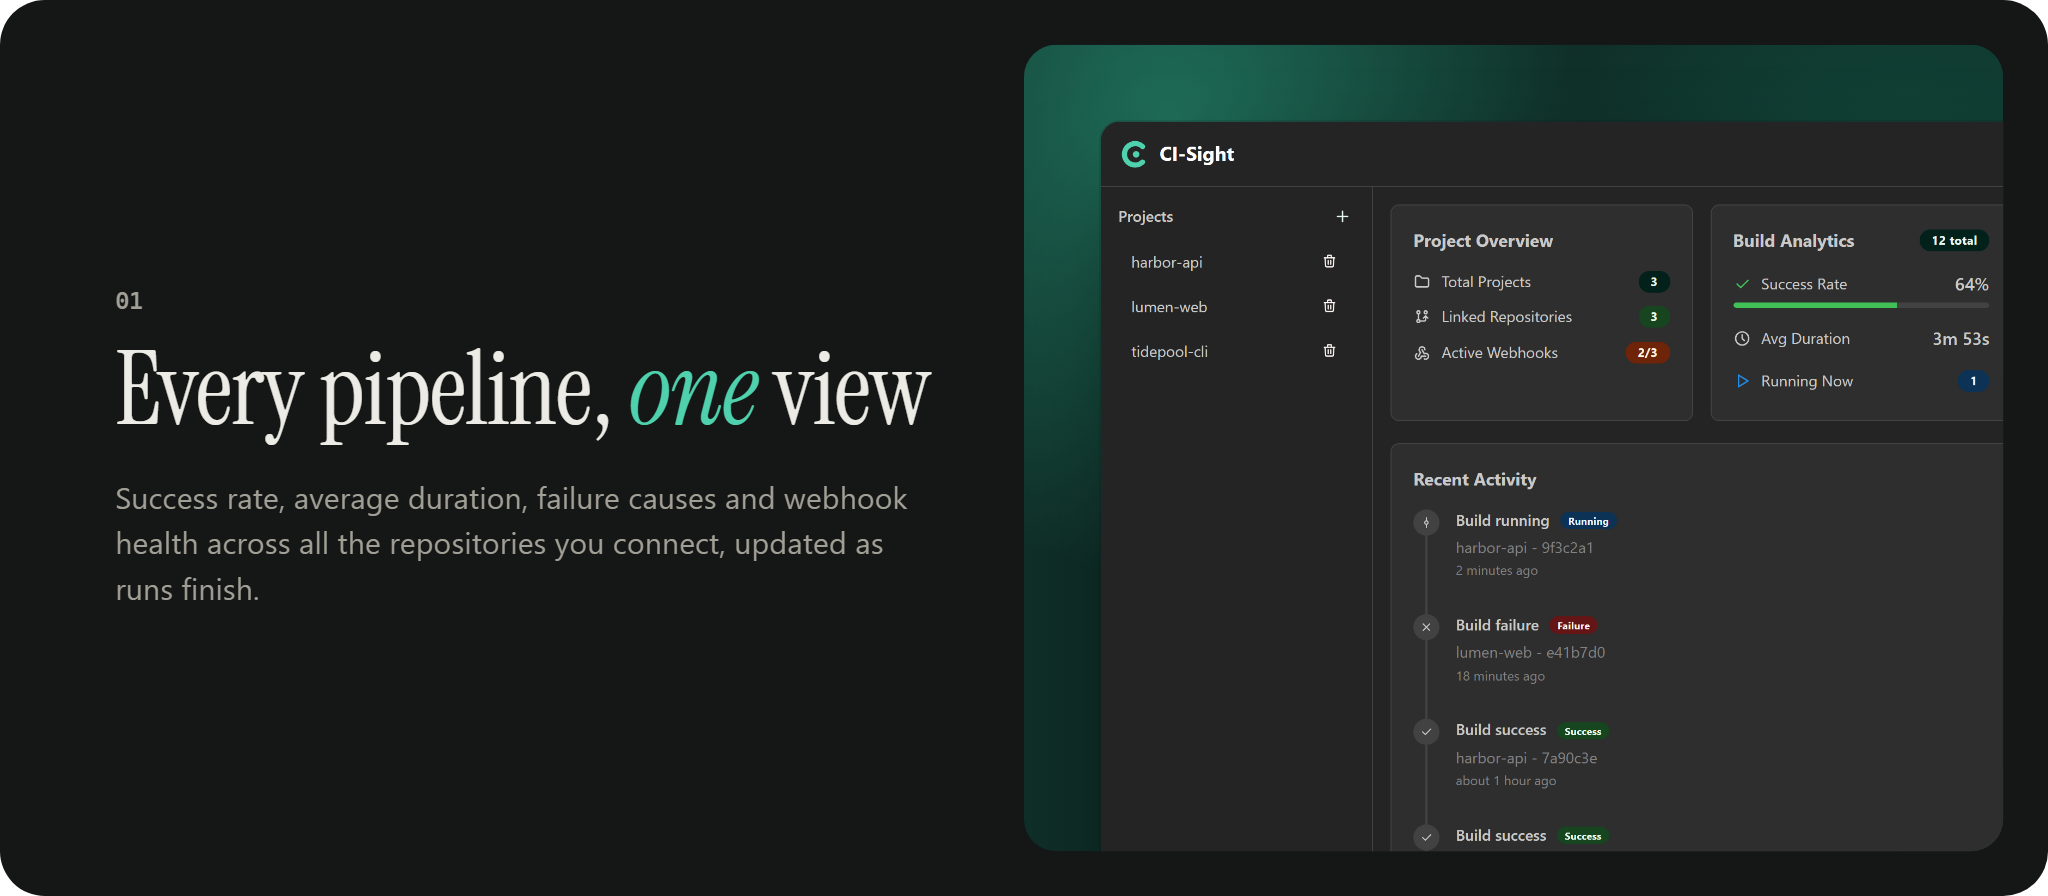 01
Every pipeline, one view
Success rate, average duration, failure causes and webhook
health across all the repositories you connect, updated as
runs finish.
CI-Sight
Projects
harbor-api
lumen-web
tidepool-cli
Project Overview
Total Projects 3
Linked Repositories 3
Active Webhooks 2/3
Build Analytics 12 total
Success Rate 64%
Avg Duration 3m 53s
Running Now 1
Recent Activity
Build running Running
harbor-api - 9f3c2a1
2 minutes ago
Build failure Failure
lumen-web - e41b7d0
18 minutes ago
Build success Success
harbor-api - 7a90c3e
about 1 hour ago
Build success Success